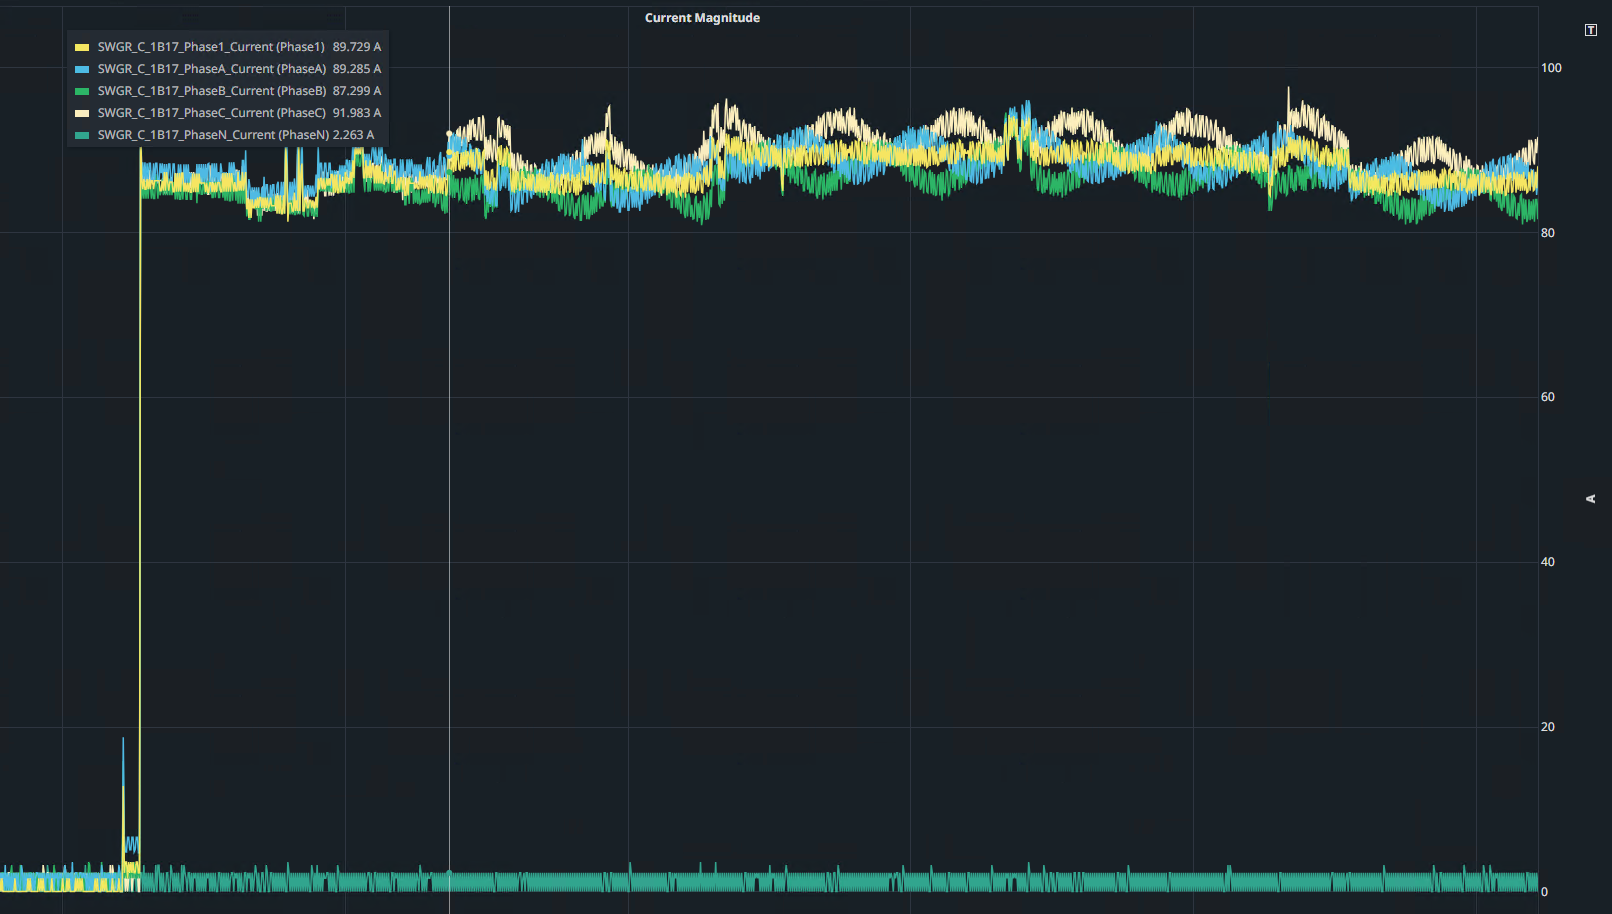 Current Magnitude
T
SWGR_C_1B17_Phase1_Current (Phase1) 89.729 A
SWGR_C_1B17_PhaseA_Current (PhaseA) 89.285 A
SWGR_C_1B17_PhaseB_Current (PhaseB) 87.299 A
SWGR_C_1B17_PhaseC_Current (PhaseC) 91.983 A
SWGR_C_1B17_PhaseN_Current (PhaseN) 2.263 A
100
80
60
40
20
0
A